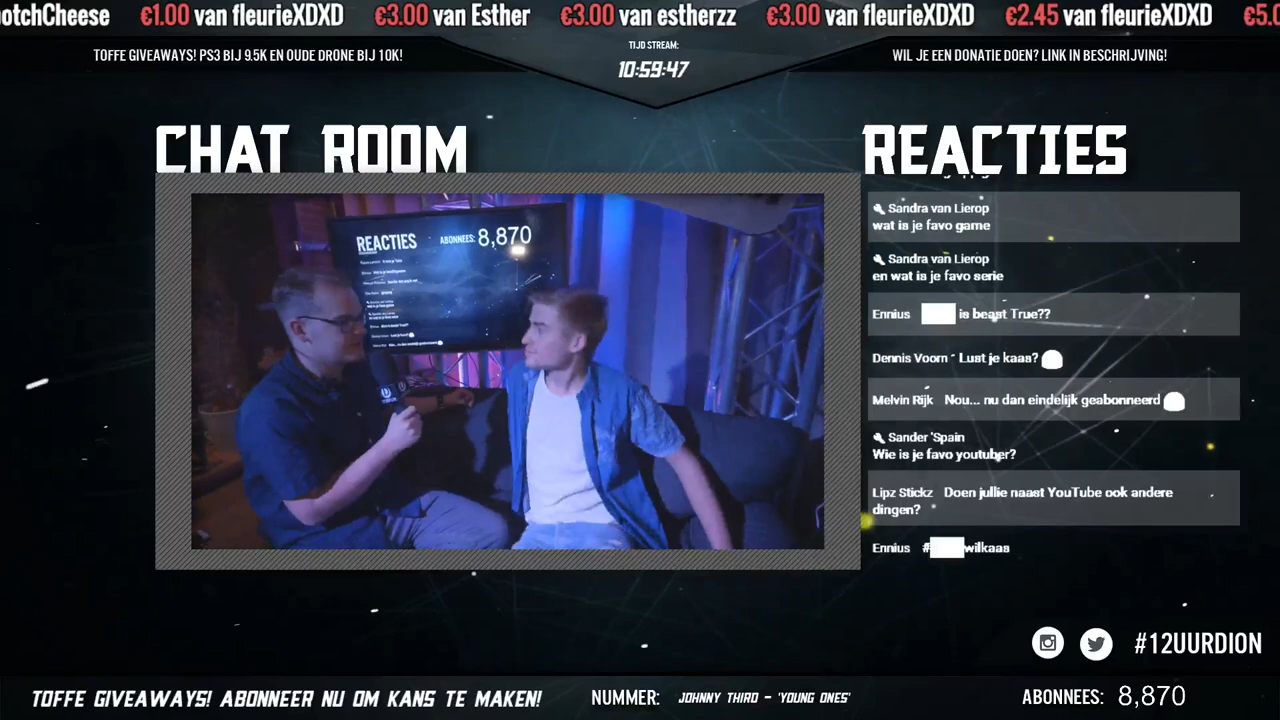 otchCheese €1.00 van fleurieXDXD €3.00 van Esther €3.00 van estherzz €3.00 van fleurieXDXD €2.45 van fleurieXDXD €5.0
TOFFE GIVEAWAYS! PS3 BIJ 9.5K EN OUDE DRONE BIJ 10K!
TIJD STREAM:
10:59:47
WIL JE EEN DONATIE DOEN? LINK IN BESCHRIJVING!
CHAT ROOM
REACTIES
ABONNEES: 8,870
REACTIES
Sandra van Lierop
wat is je favo game
Sandra van Lierop
en wat is je favo serie
Ennius is beast True??
Dennis Voorn - Lust je kaas?
Melvin Rijk Nou... nu dan eindelijk geabonneerd
Sander 'Spain
Wie is je favo youtuber?
Lipz Stickz Doen jullie naast YouTube ook andere
dingen?
Ennius # wilkaas
#12UURDION
TOFFE GIVEAWAYS! ABONNEER NU OM KANS TE MAKEN!
NUMMER: JOHNNY THIRD - 'YOUNG ONES'
ABONNEES: 8,870